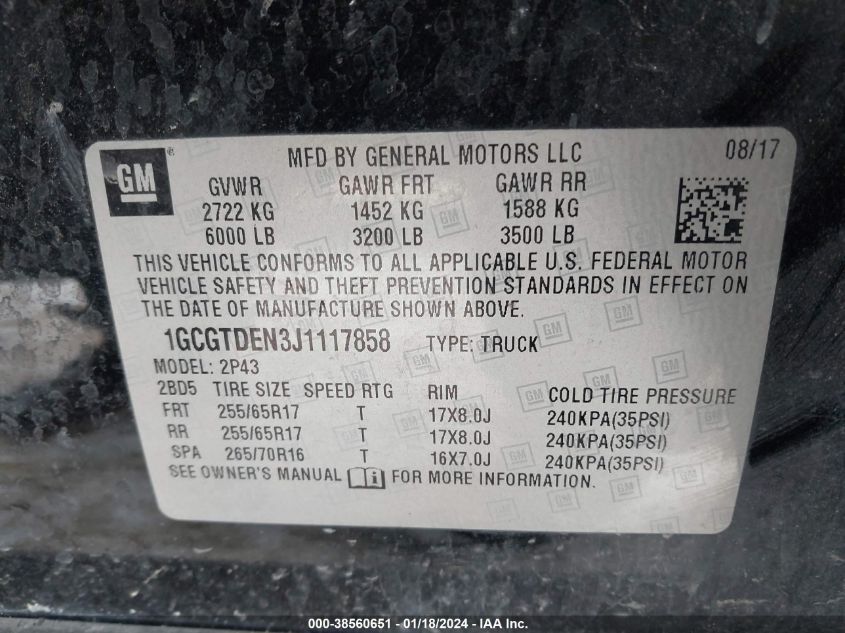 GM ® MFD BY GENERAL MOTORS LLC 08/17
GVWR GAWR FRT GAWR RR
2722 KG 1452 KG 1588 KG
6000 LB 3200 LB 3500 LB
THIS VEHICLE CONFORMS TO ALL APPLICABLE U.S. FEDERAL MOTOR
VEHICLE SAFETY AND THEFT PREVENTION STANDARDS IN EFFECT ON
THE DATE OF MANUFACTURE SHOWN ABOVE.
1GCGTDEN3J1117858 TYPE: TRUCK
MODEL: 2P43
2BD5 TIRE SIZE SPEED RTG RIM COLD TIRE PRESSURE
FRT 255/65R17 T 17X8.0J 240KPA(35PSI)
RR 255/65R17 T 17X8.0J 240KPA(35PSI)
SPA 265/70R16 T 16X7.0J 240KPA(35PSI)
SEE OWNER'S MANUAL FOR MORE INFORMATION.
000-38560651 - 01/18/2024 - IAA Inc.